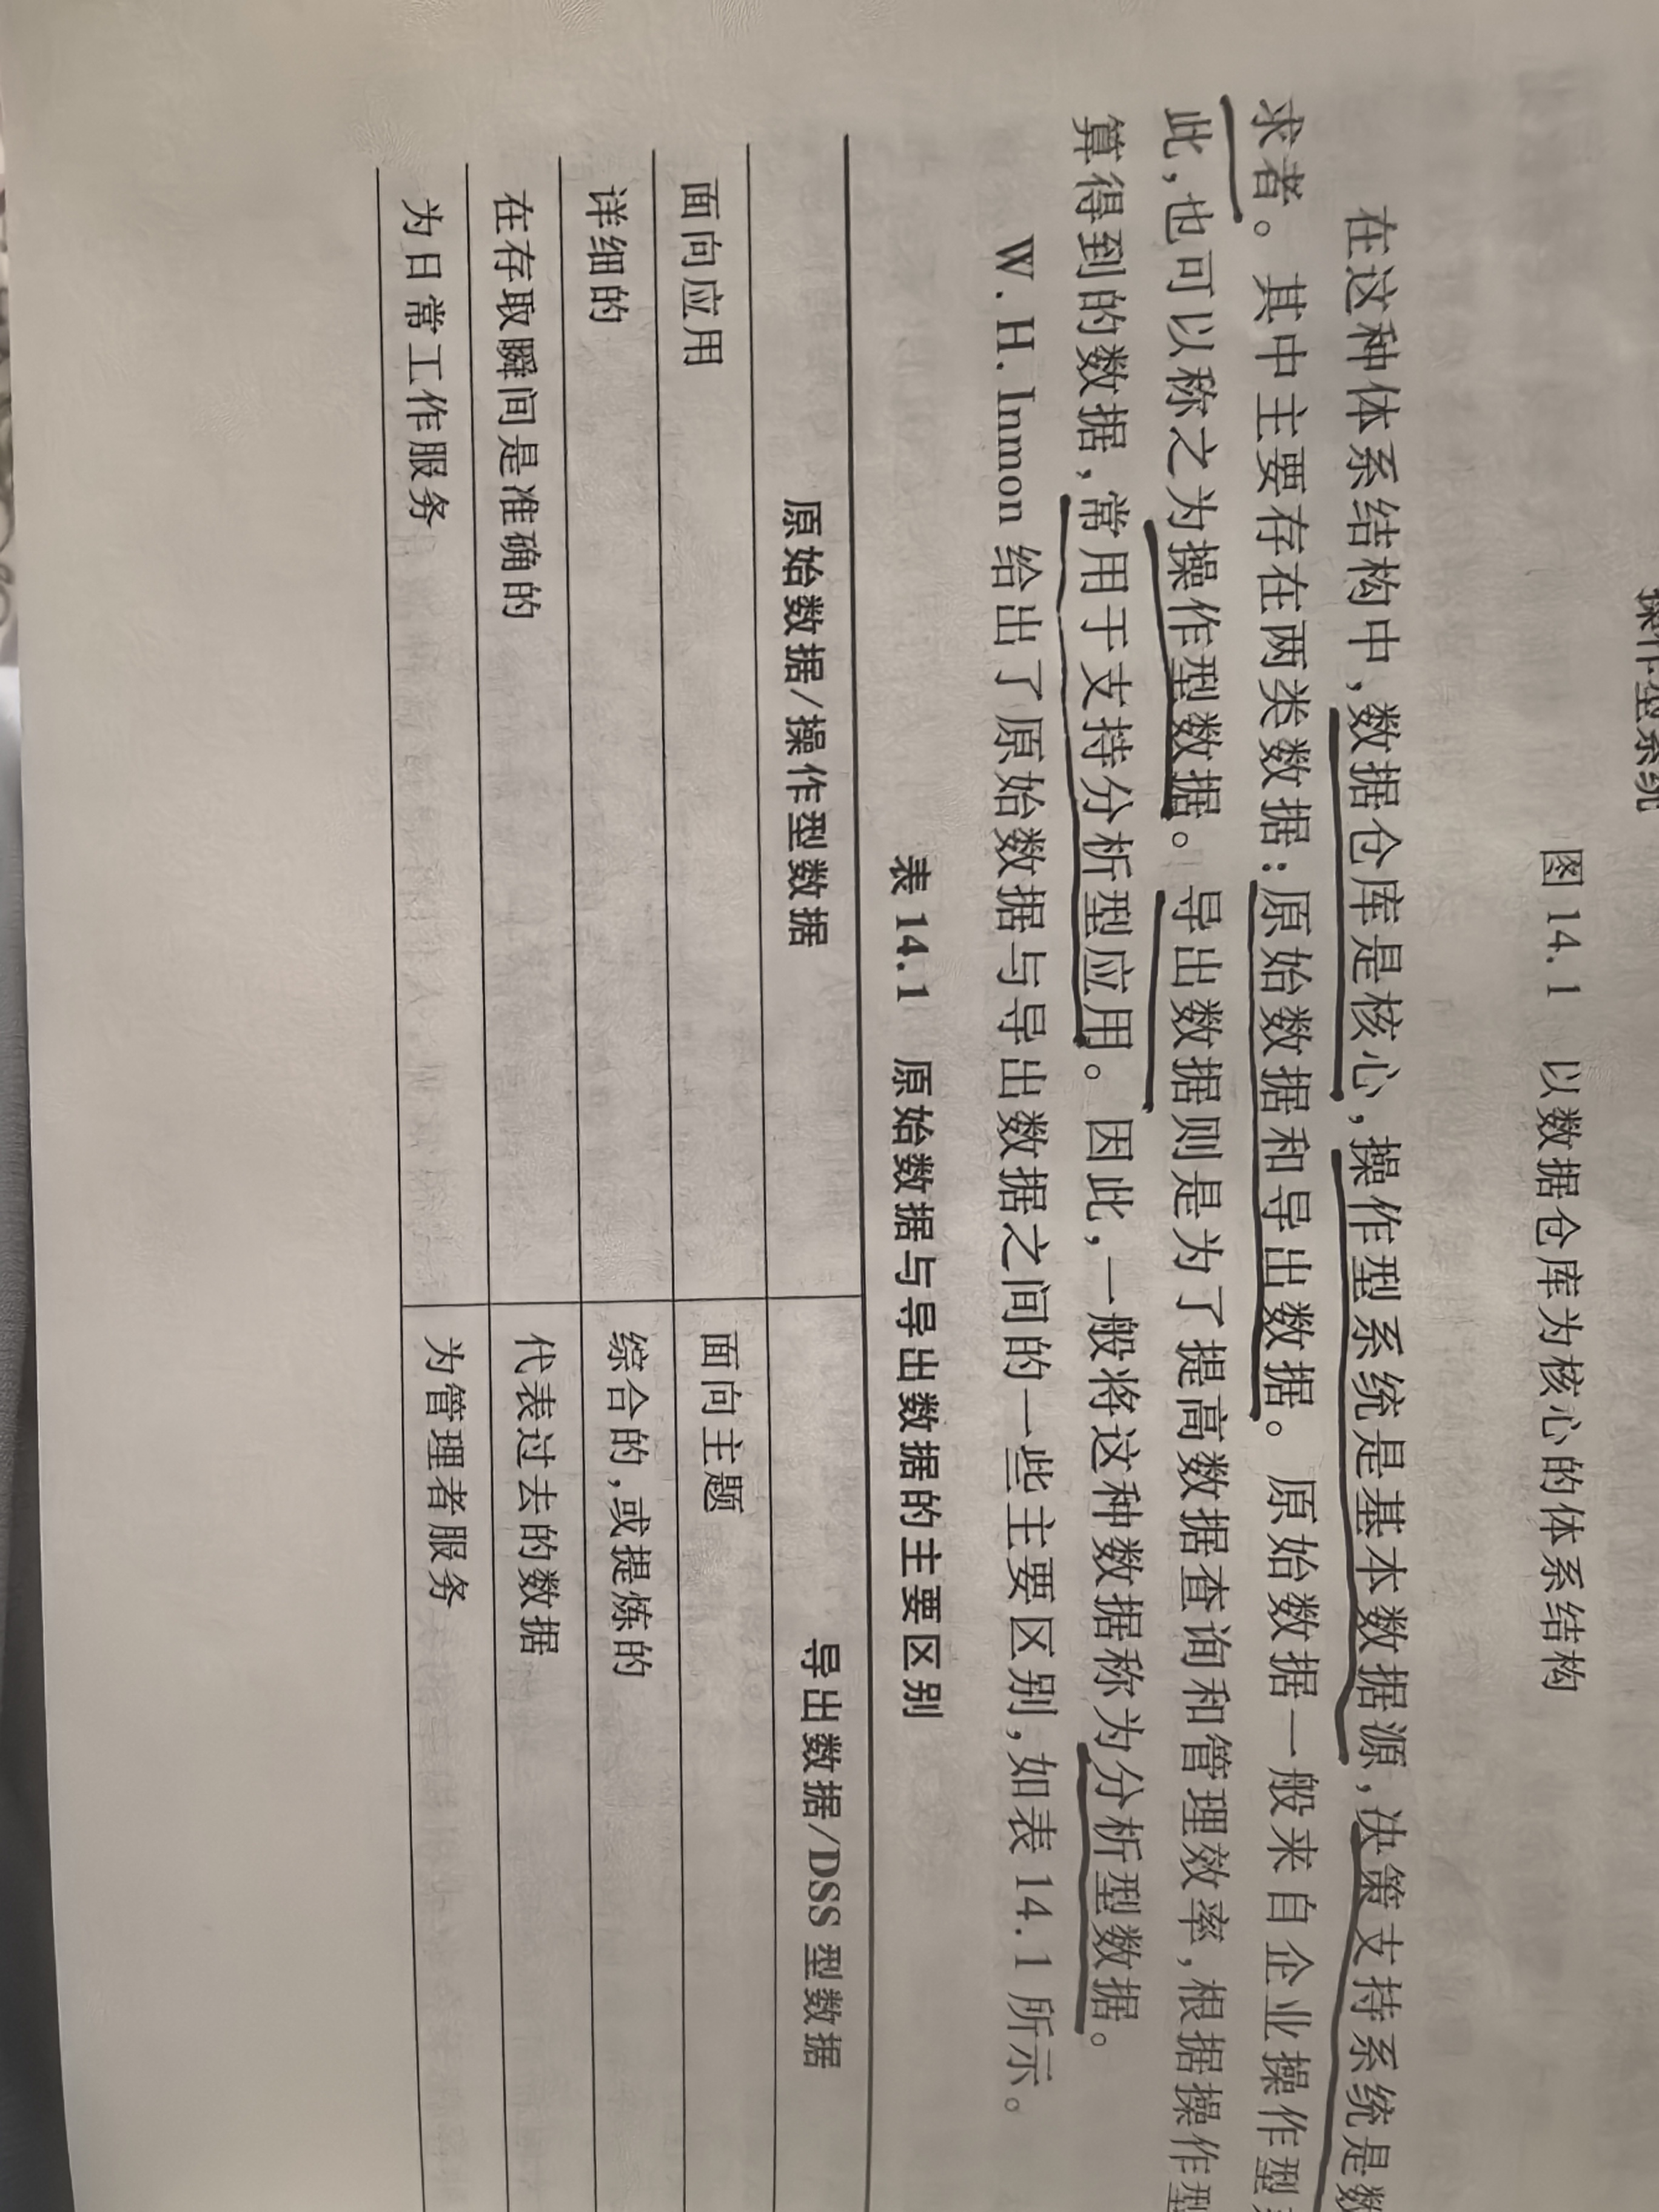 操作型系统
图 14.1 以数据仓库为核心的体系结构
在这种体系结构中,数据仓库是核心,操作型系统是基本数据源,决策支持系统是数
求者。其中主要存在两类数据:原始数据和导出数据。原始数据一般来自企业操作型
此,也可以称之为操作型数据。导出数据则是为了提高数据查询和管理效率,根据操作型
算得到的数据,常用于支持分析型应用。因此,一般将这种数据称为分析型数据。
W. H. Inmon 给出了原始数据与导出数据之间的一些主要区别,如表 14.1 所示。
表 14.1 原始数据与导出数据的主要区别
原始数据/操作型数据 导出数据/DSS 型数据
面向应用 面向主题
详细的 综合的,或提炼的
在存取瞬间是准确的 代表过去的数据
为日常工作服务 为管理者服务